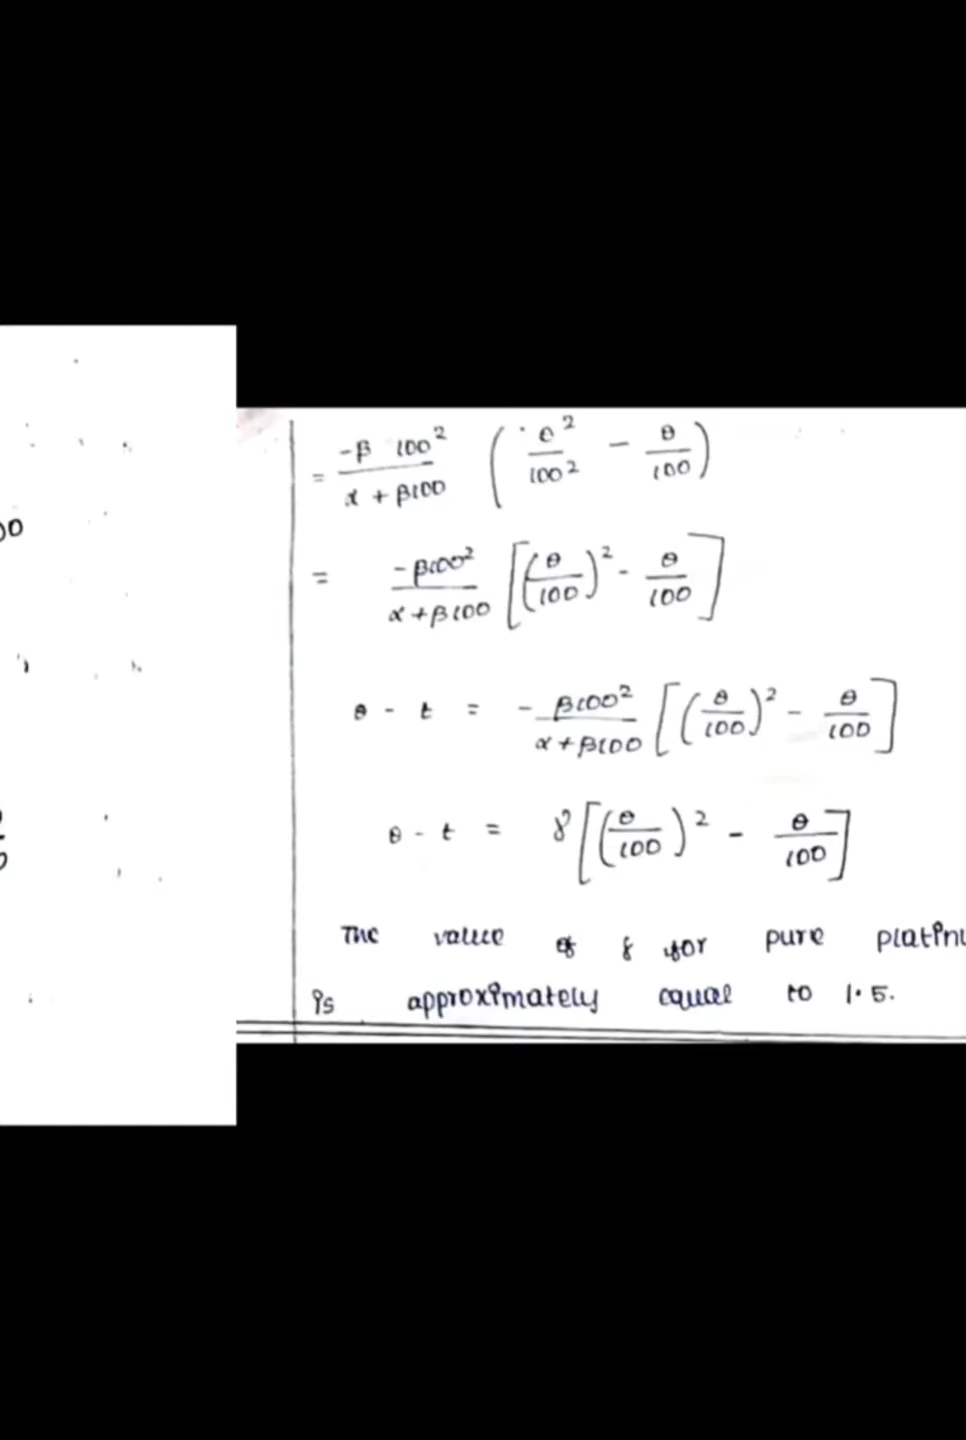 00
= -β 100² / α + β100 ( θ²/100² - θ/100 )
= -β100² / α+β100 [ (θ/100)² - θ/100 ]
θ - t = - β100² / α+β100 [ (θ/100)² - θ/100 ]
θ - t = δ [ (θ/100)² - θ/100 ]
The value of δ for pure platinu
is approximately equal to 1.5.